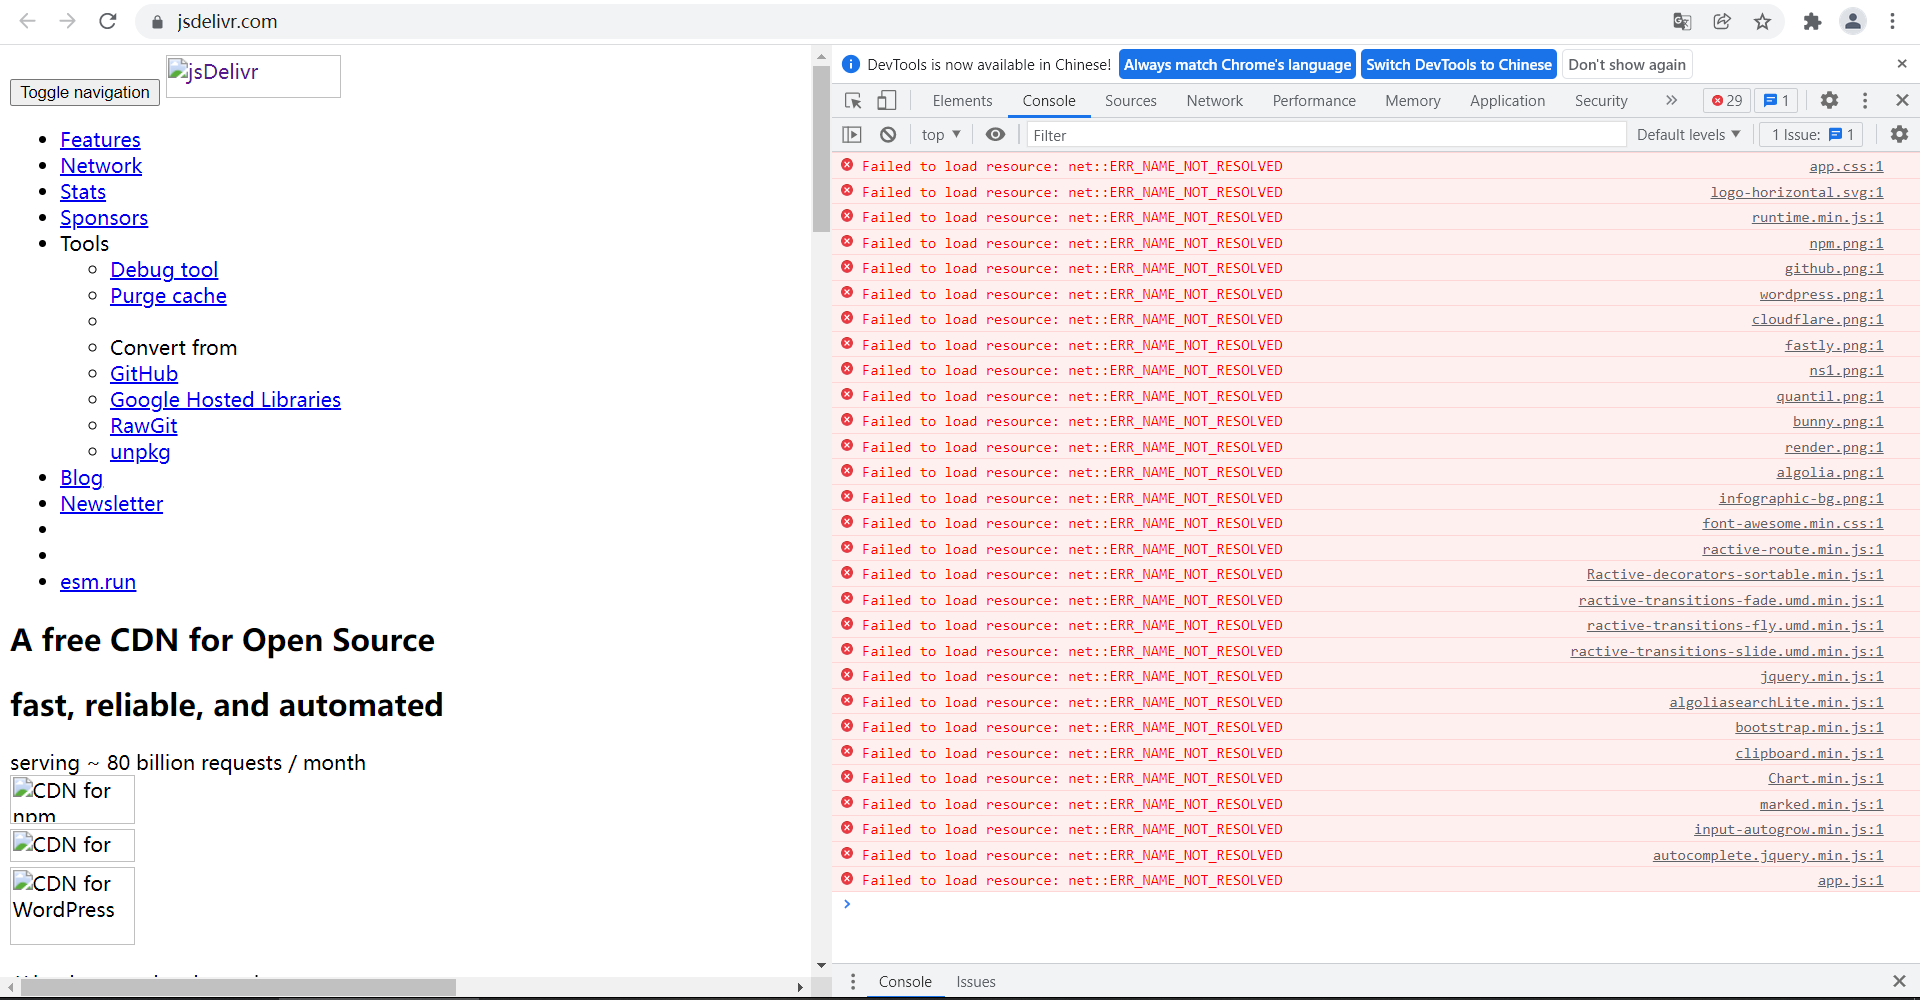 jsdelivr.com
Toggle navigation
jsDelivr
Features
Network
Stats
Sponsors
Tools
Debug tool
Purge cache
Convert from
GitHub
Google Hosted Libraries
RawGit
unpkg
Blog
Newsletter
esm.run
A free CDN for Open Source
fast, reliable, and automated
serving ~ 80 billion requests / month
CDN for
npm
CDN for
CDN for
WordPress
DevTools is now available in Chinese! Always match Chrome's language Switch DevTools to Chinese Don't show again
Elements Console Sources Network Performance Memory Application Security 29 1
top Filter Default levels 1 Issue: 1
Failed to load resource: net::ERR_NAME_NOT_RESOLVED app.css:1
Failed to load resource: net::ERR_NAME_NOT_RESOLVED logo-horizontal.svg:1
Failed to load resource: net::ERR_NAME_NOT_RESOLVED runtime.min.js:1
Failed to load resource: net::ERR_NAME_NOT_RESOLVED npm.png:1
Failed to load resource: net::ERR_NAME_NOT_RESOLVED github.png:1
Failed to load resource: net::ERR_NAME_NOT_RESOLVED wordpress.png:1
Failed to load resource: net::ERR_NAME_NOT_RESOLVED cloudflare.png:1
Failed to load resource: net::ERR_NAME_NOT_RESOLVED fastly.png:1
Failed to load resource: net::ERR_NAME_NOT_RESOLVED ns1.png:1
Failed to load resource: net::ERR_NAME_NOT_RESOLVED quantil.png:1
Failed to load resource: net::ERR_NAME_NOT_RESOLVED bunny.png:1
Failed to load resource: net::ERR_NAME_NOT_RESOLVED render.png:1
Failed to load resource: net::ERR_NAME_NOT_RESOLVED algolia.png:1
Failed to load resource: net::ERR_NAME_NOT_RESOLVED infographic-bg.png:1
Failed to load resource: net::ERR_NAME_NOT_RESOLVED font-awesome.min.css:1
Failed to load resource: net::ERR_NAME_NOT_RESOLVED ractive-route.min.js:1
Failed to load resource: net::ERR_NAME_NOT_RESOLVED Ractive-decorators-sortable.min.js:1
Failed to load resource: net::ERR_NAME_NOT_RESOLVED ractive-transitions-fade.umd.min.js:1
Failed to load resource: net::ERR_NAME_NOT_RESOLVED ractive-transitions-fly.umd.min.js:1
Failed to load resource: net::ERR_NAME_NOT_RESOLVED ractive-transitions-slide.umd.min.js:1
Failed to load resource: net::ERR_NAME_NOT_RESOLVED jquery.min.js:1
Failed to load resource: net::ERR_NAME_NOT_RESOLVED algoliasearchLite.min.js:1
Failed to load resource: net::ERR_NAME_NOT_RESOLVED bootstrap.min.js:1
Failed to load resource: net::ERR_NAME_NOT_RESOLVED clipboard.min.js:1
Failed to load resource: net::ERR_NAME_NOT_RESOLVED Chart.min.js:1
Failed to load resource: net::ERR_NAME_NOT_RESOLVED marked.min.js:1
Failed to load resource: net::ERR_NAME_NOT_RESOLVED input-autogrow.min.js:1
Failed to load resource: net::ERR_NAME_NOT_RESOLVED autocomplete.jquery.min.js:1
Failed to load resource: net::ERR_NAME_NOT_RESOLVED app.js:1
Console Issues